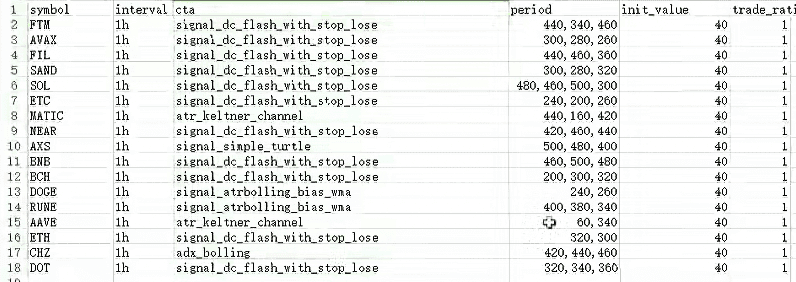 1 symbol interval cta period init_value trade_rati
2 FTM 1h signal_dc_flash_with_stop_lose 440,340,460 40 1
3 AVAX 1h signal_dc_flash_with_stop_lose 300,280,260 40 1
4 FIL 1h signal_dc_flash_with_stop_lose 440,460,360 40 1
5 SAND 1h signal_dc_flash_with_stop_lose 300,280,320 40 1
6 SOL 1h signal_dc_flash_with_stop_lose 480,460,500,300 40 1
7 ETC 1h signal_dc_flash_with_stop_lose 240,200,260 40 1
8 MATIC 1h atr_keltner_channel 440,160,420 40 1
9 NEAR 1h signal_dc_flash_with_stop_lose 420,460,440 40 1
10 AXS 1h signal_simple_turtle 500,480,400 40 1
11 BNB 1h signal_dc_flash_with_stop_lose 460,500,480 40 1
12 BCH 1h signal_dc_flash_with_stop_lose 200,300,320 40 1
13 DOGE 1h signal_atrbolling_bias_wma 240,260 40 1
14 RUNE 1h signal_atrbolling_bias_wma 400,380,340 40 1
15 AAVE 1h atr_keltner_channel 60,340 40 1
16 ETH 1h signal_dc_flash_with_stop_lose 320,300 40 1
17 CHZ 1h adx_bolling 420,440,460 40 1
18 DOT 1h signal_dc_flash_with_stop_lose 320,340,360 40 1